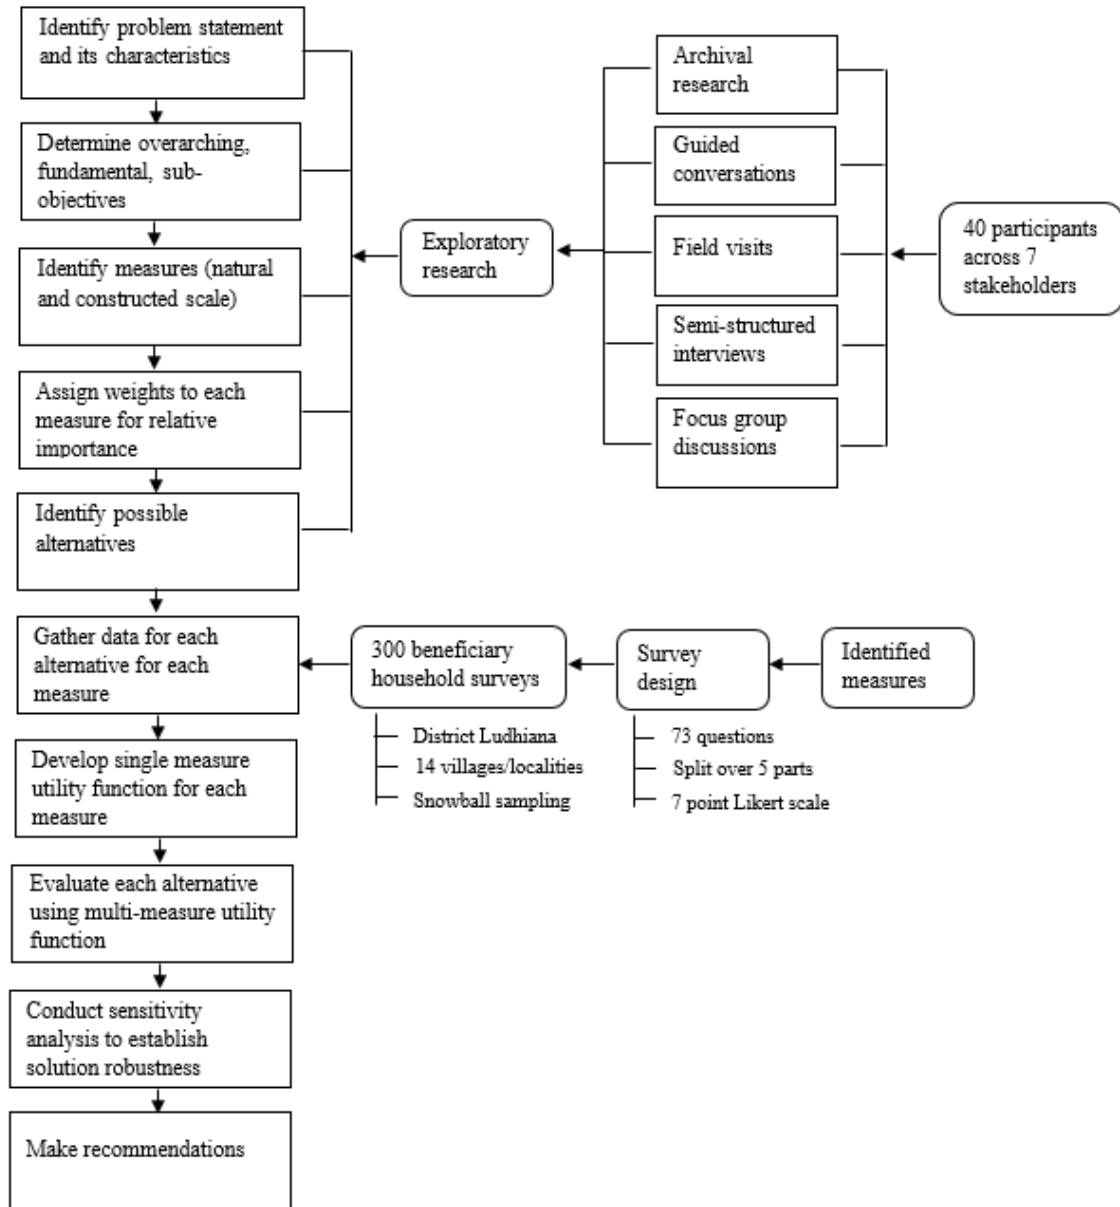 Identify problem statement
and its characteristics
Determine overarching,
fundamental, sub-
objectives
Identify measures (natural
and constructed scale)
Assign weights to each
measure for relative
importance
Identify possible
alternatives
Gather data for each
alternative for each
measure
Develop single measure
utility function for each
measure
Evaluate each alternative
using multi-measure utility
function
Conduct sensitivity
analysis to establish
solution robustness
Make recommendations
Exploratory
research
Archival
research
Guided
conversations
Field visits
Semi-structured
interviews
Focus group
discussions
40 participants
across 7
stakeholders
300 beneficiary
household surveys
District Ludhiana
14 villages/localities
Snowball sampling
Survey
design
73 questions
Split over 5 parts
7 point Likert scale
Identified
measures